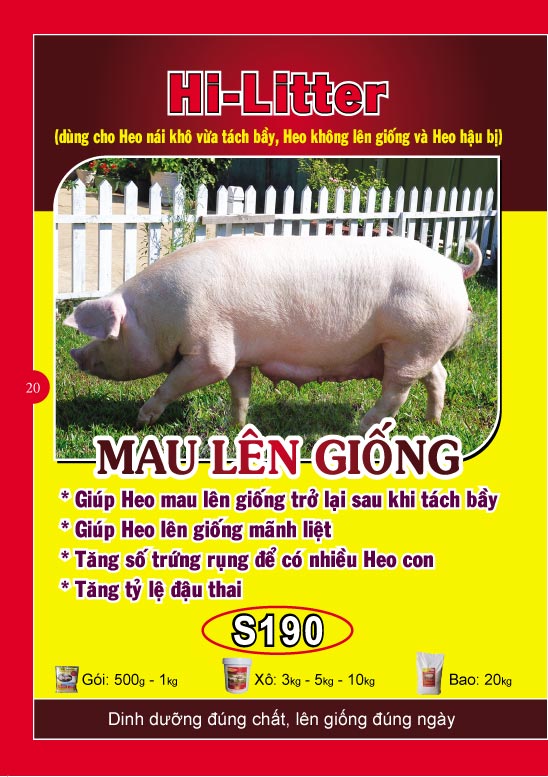 Hi-Litter
(dùng cho Heo nái khô vừa tách bầy, Heo không lên giống và Heo hậu bị)
20
MAU LÊN GIỐNG
* Giúp Heo mau lên giống trở lại sau khi tách bầy
* Giúp Heo lên giống mãnh liệt
* Tăng số trứng rụng để có nhiều Heo con
* Tăng tỷ lệ đậu thai
S190
Gói: 500g - 1kg Xô: 3kg - 5kg - 10kg Bao: 20kg
Dinh dưỡng đúng chất, lên giống đúng ngày